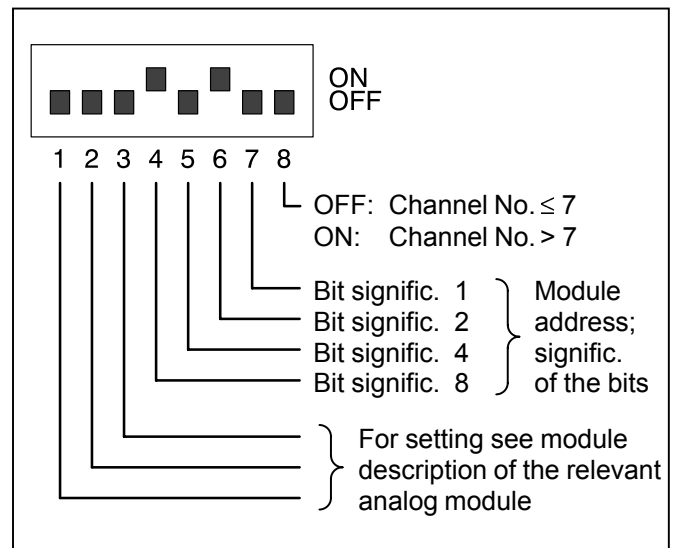 ON
OFF
1 2 3 4 5 6 7 8
OFF: Channel No. ≤ 7
ON: Channel No. > 7
Bit signific. 1 Module
Bit signific. 2 address;
Bit signific. 4 signific.
Bit signific. 8 of the bits
For setting see module
description of the relevant
analog module